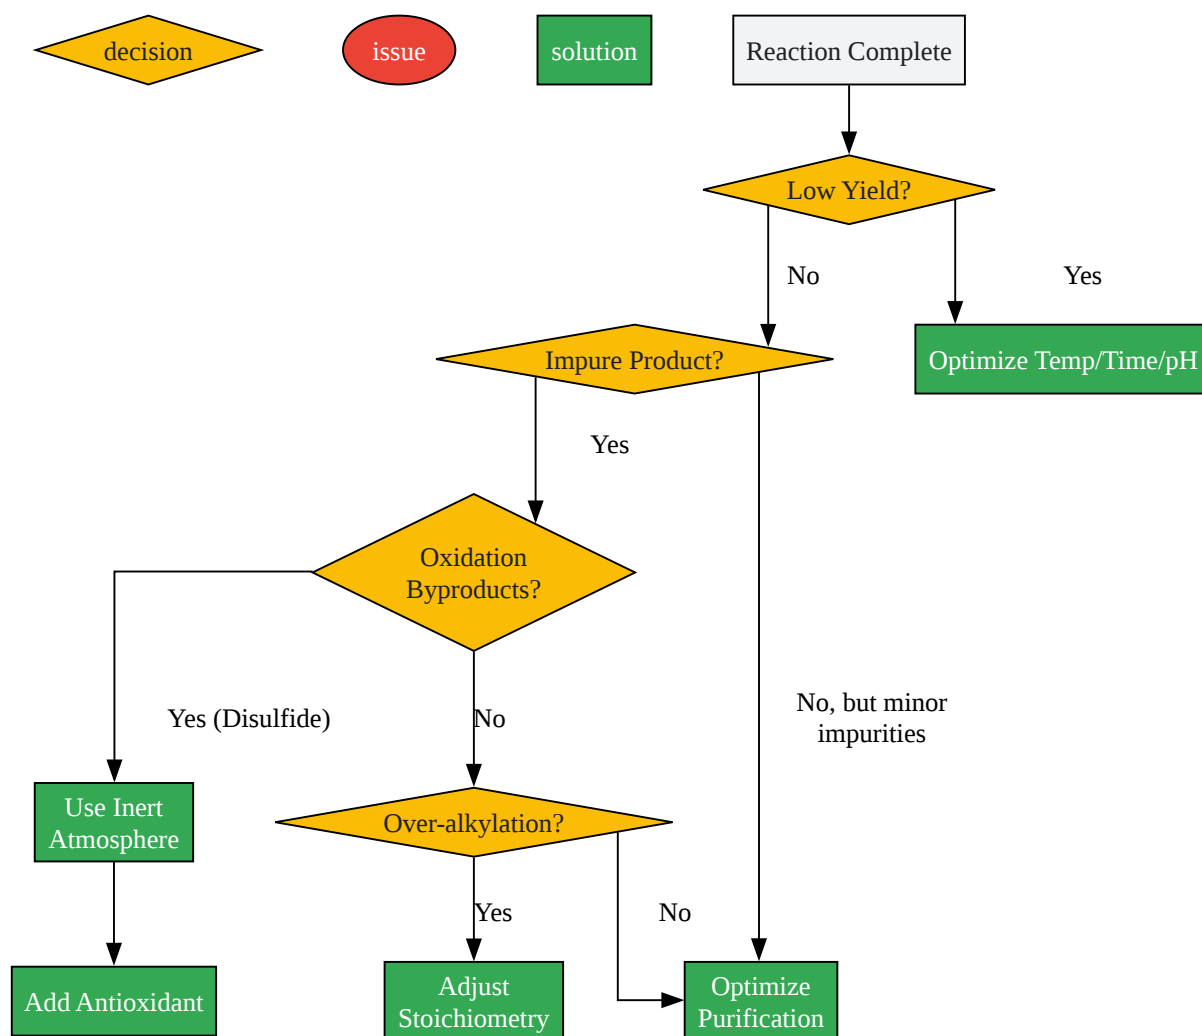 decision
issue
solution
Reaction Complete
Low Yield?
No
Yes
Impure Product?
Optimize Temp/Time/pH
Yes
Oxidation
Byproducts?
Yes (Disulfide)
No
No, but minor
impurities
Use Inert
Atmosphere
Over-alkylation?
Yes
No
Add Antioxidant
Adjust
Stoichiometry
Optimize
Purification